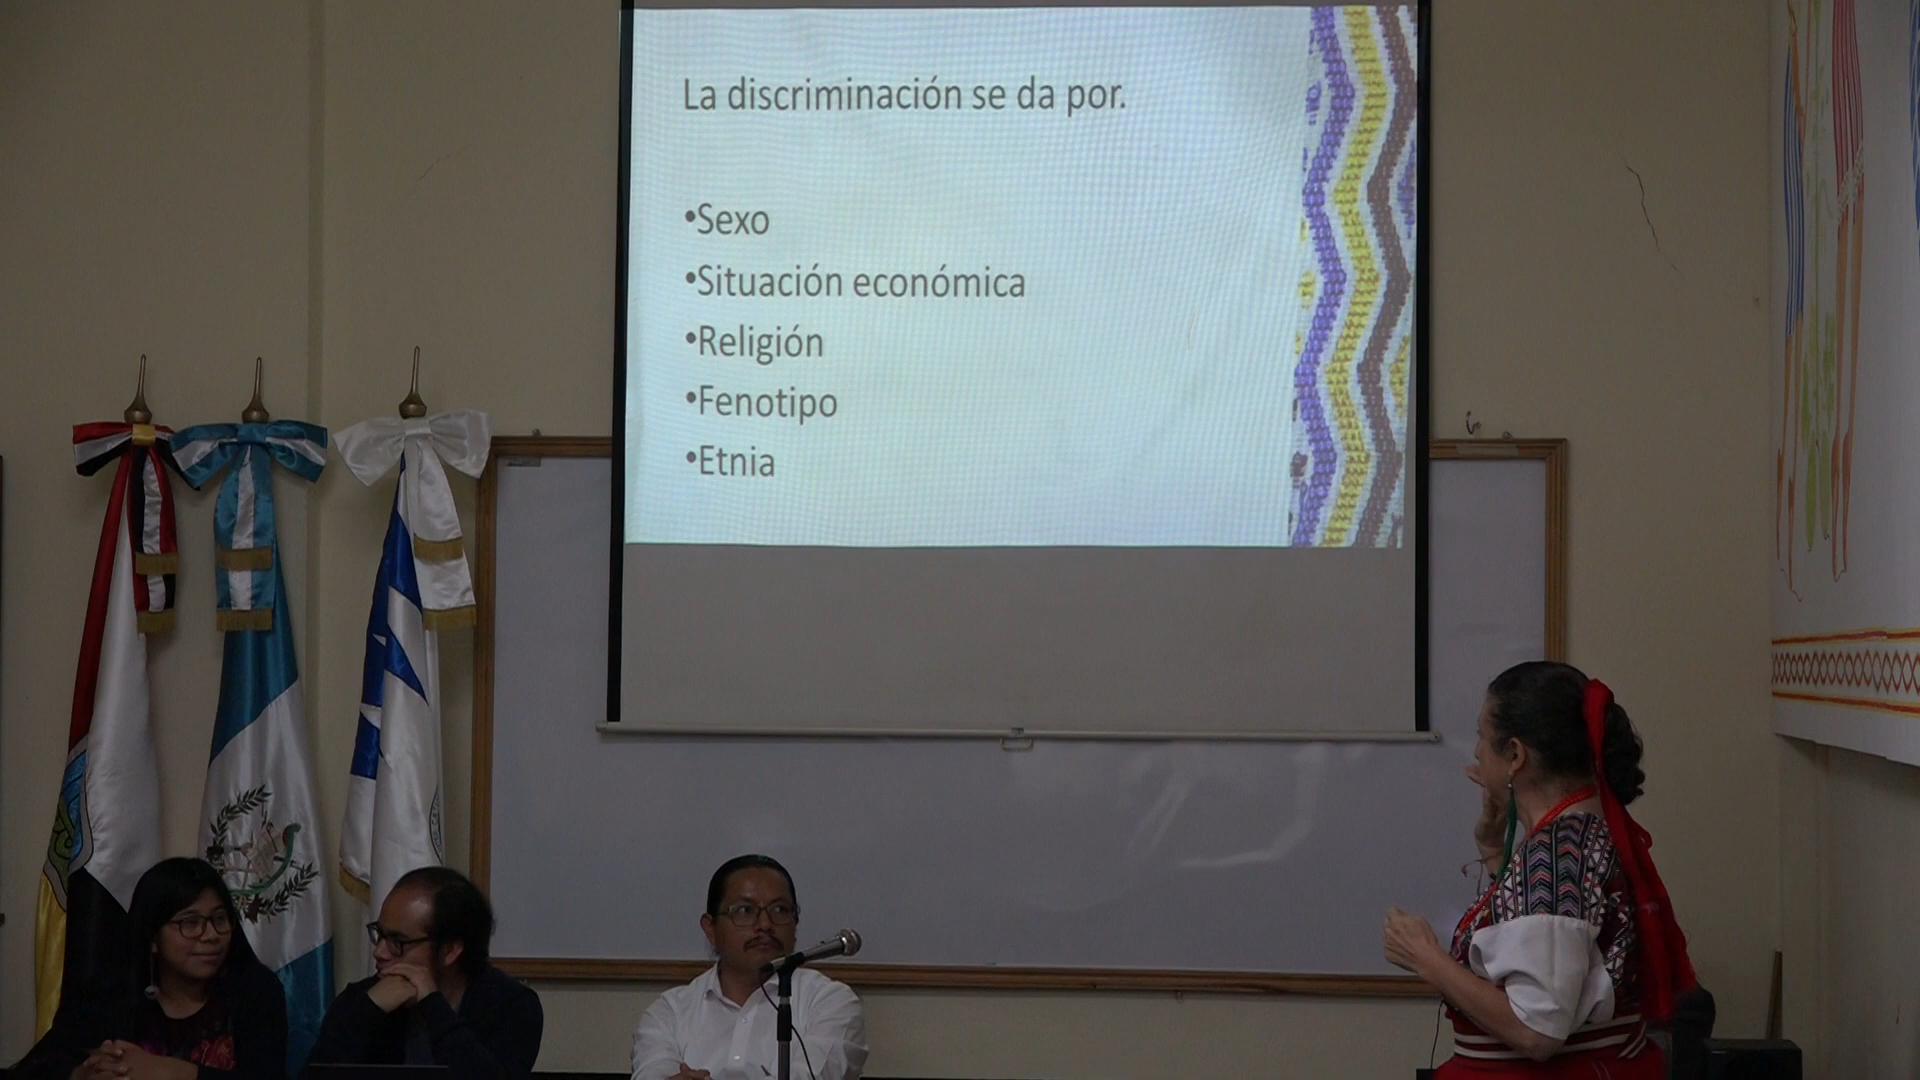 La discriminación se da por.
•Sexo
•Situación económica
•Religión
•Fenotipo
•Etnia